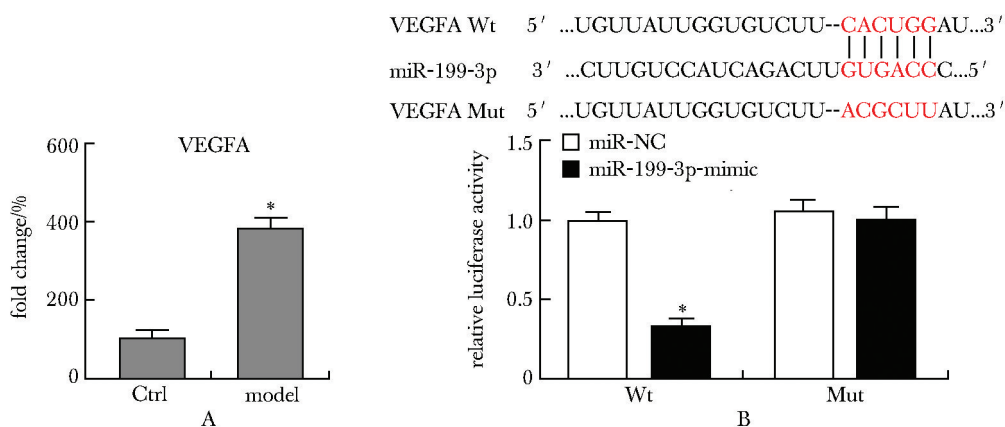 VEGFA Wt 5′ ...UGUUAUUGGUGUCUU--CACUGGAU...3′
miR-199-3p 3′ ...CUUGUCCAUCAGACUUGUGACCC...5′
VEGFA Mut 5′ ...UGUUAUUGGUGUCUU--ACGCUUAU...3′
VEGFA
fold change/%
600
400
200
0
*
Ctrl
model
A
miR-NC
miR-199-3p-mimic
relative luciferase activity
1.5
1.0
0.5
0
*
Wt
Mut
B